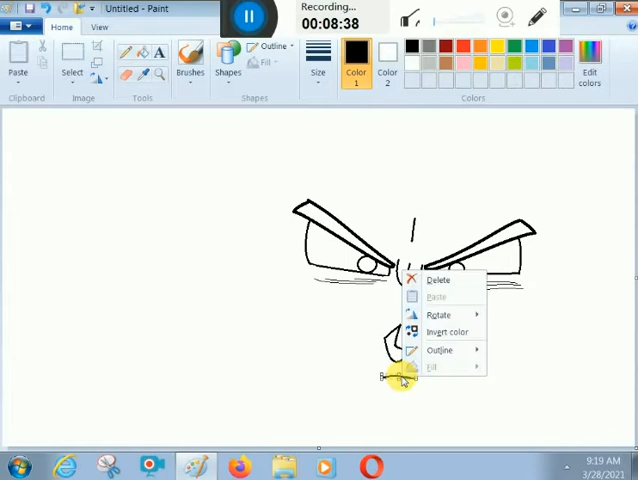 Untitled - Paint
Recording...
00:08:38
Home
View
Paste
Select
Brushes
Shapes
Outline
Fill
Size
Color
1
Color
2
Edit
colors
Clipboard
Image
Tools
Shapes
Colors
Delete
Paste
Rotate
Invert color
Outline
Fill
9:19 AM
3/28/2021